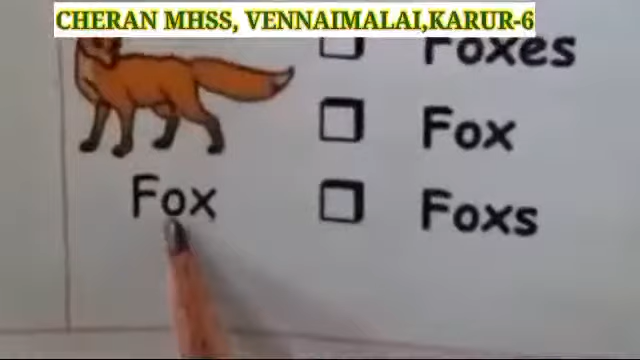 CHERAN MHSS, VENNAIMALAI,KARUR-6
Foxes
Fox
Fox
Foxs